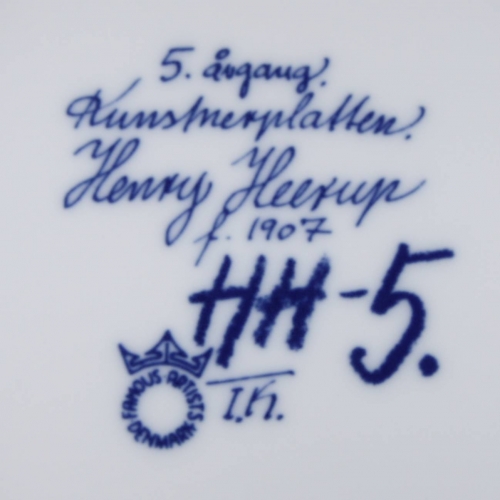 5. årgang.
Kunstnerplatten.
Henry Heerup
f. 1907
HH-5.
FAMOUS ARTISTS
DENMARK
I.K.